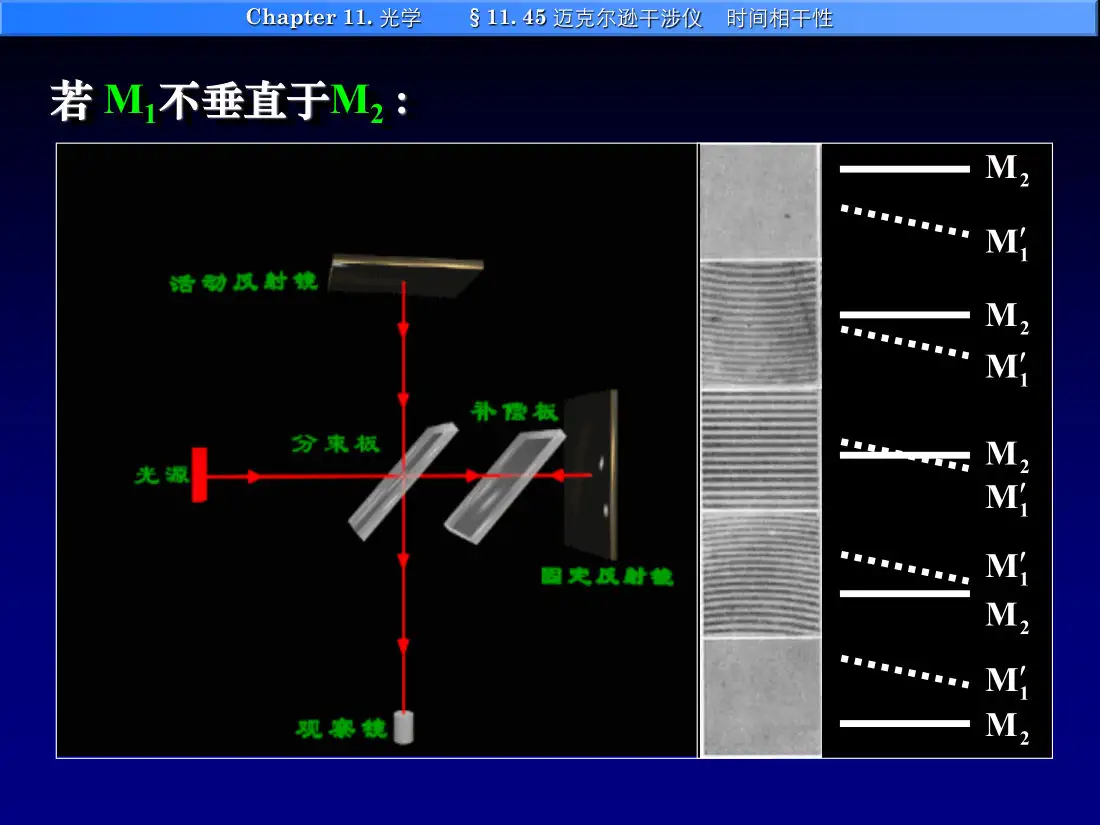 Chapter 11. 光学 § 11. 45 迈克尔逊干涉仪 时间相干性
若 M₁不垂直于M₂：
活动反射镜
补偿板
分束板
光源
固定反射镜
观察镜
M₂
M₁′
M₂
M₁′
M₂
M₁′
M₁′
M₂
M₁′
M₂